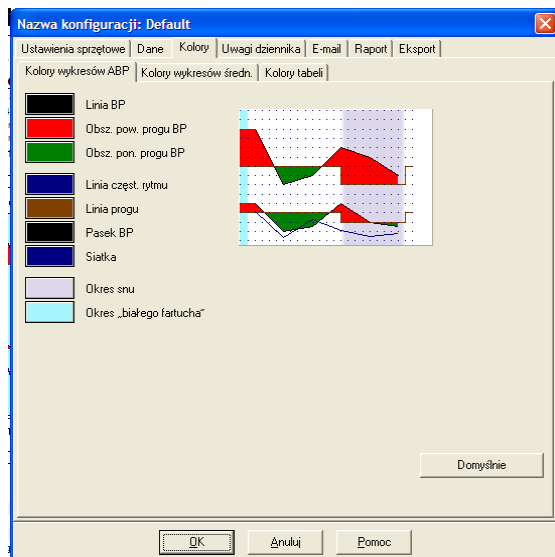 Nazwa konfiguracji: Default
Ustawienia sprzętowe Dane Kolory Uwagi dziennika E-mail Raport Eksport
Kolory wykresów ABP Kolory wykresów średn. Kolory tabeli
Linia BP
Obsz. pow. progu BP
Obsz. pon. progu BP
Linia częst. rytmu
Linia progu
Pasek BP
Siatka
Okres snu
Okres „białego fartucha"
Domyślnie
OK Anuluj Pomoc